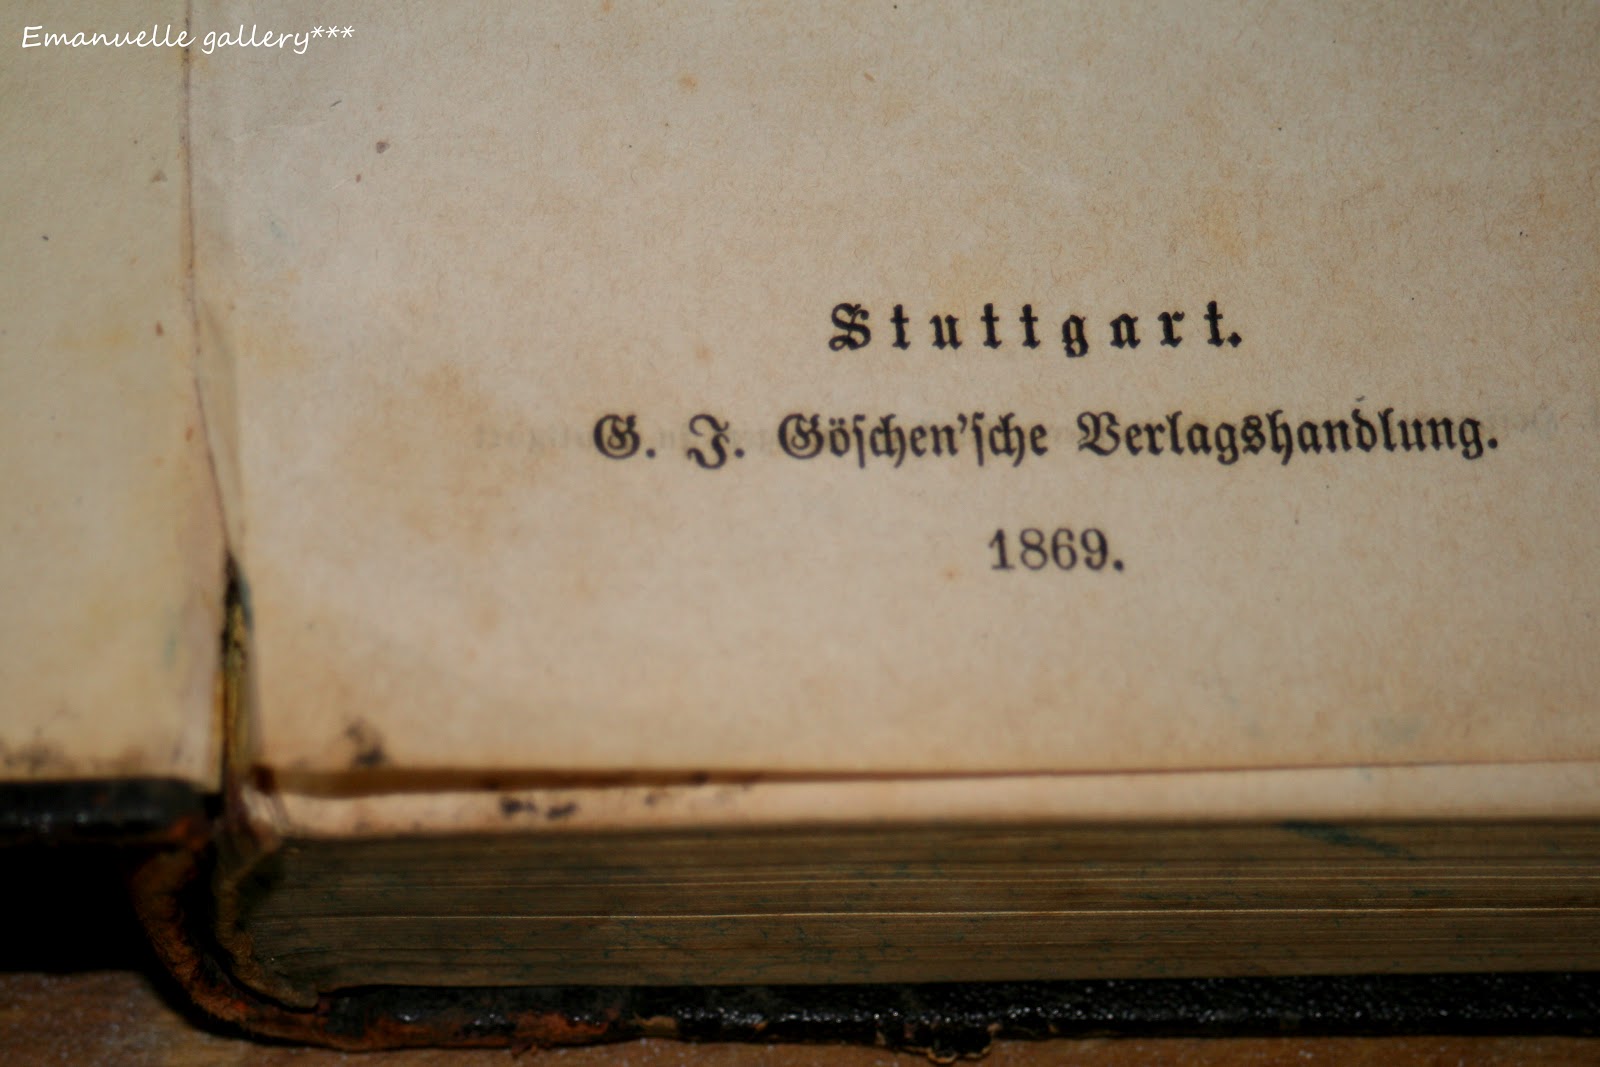 Emanuelle gallery***
Stuttgart.
G. J. Göschen'sche Verlagshandlung.
1869.